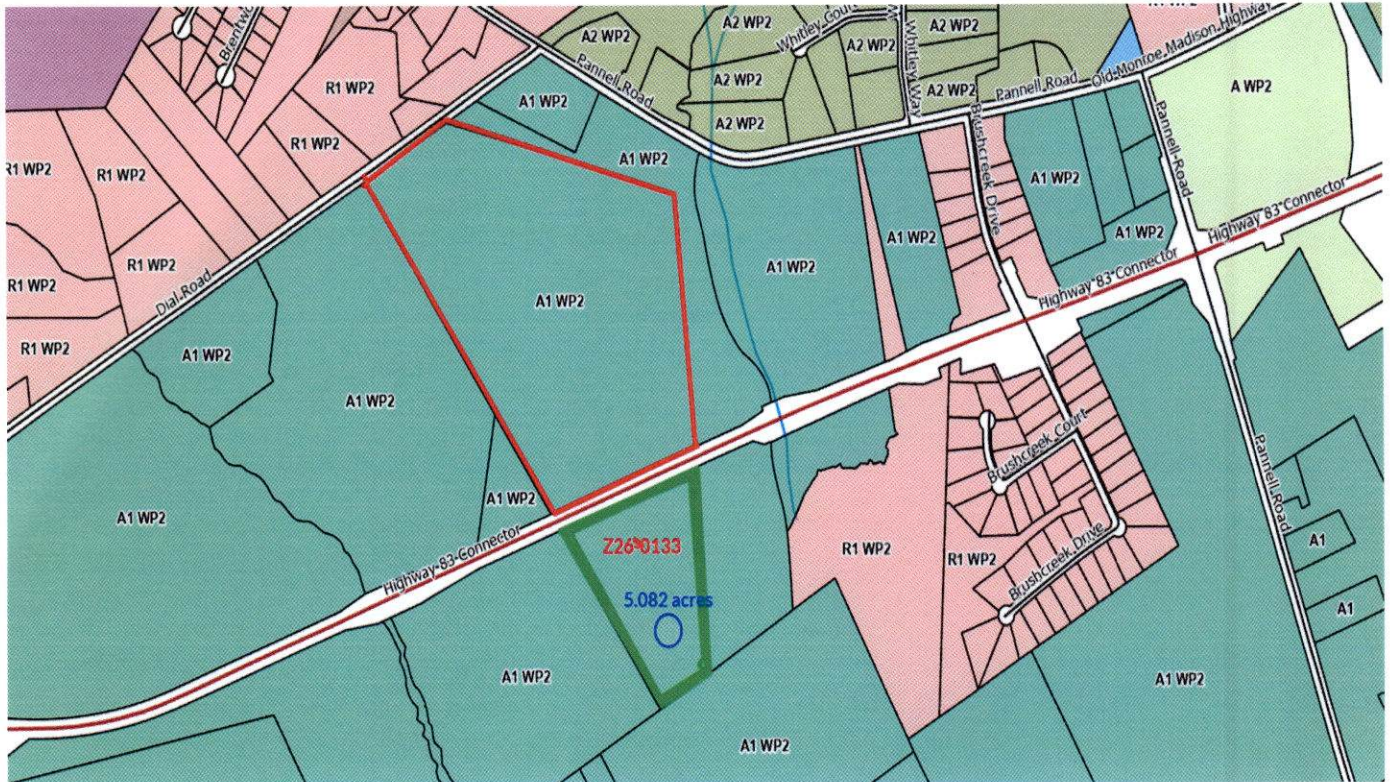 Brentwo
Whitley Court
A2 WP2
A2 WP2
A2 WP2
A2 WP2
R1 WP2
Pannell Road
Whitley Way
A2 WP2
A2 WP2
A2 WP2
Pannell Road
Old Monroe Madison Highway
A WP2
R1 WP2
A1 WP2
R1 WP2
R1 WP2
R1 WP2
A1 WP2
Brushcreek Drive
A1 WP2
Pannell Road
Highway 83 Connector
A1 WP2
A1 WP2
R1 WP2
A1 WP2
Highway 83 Connector
R1 WP2
Dial Road
A1 WP2
R1 WP2
A1 WP2
A1 WP2
Brushcreek Court
Pannell Road
A1 WP2
A1 WP2
Highway 83 Connector
Z26-0133
R1 WP2
R1 WP2
Brushcreek Drive
A1
5.082 acres
A1
A1 WP2
A1 WP2
A1 WP2